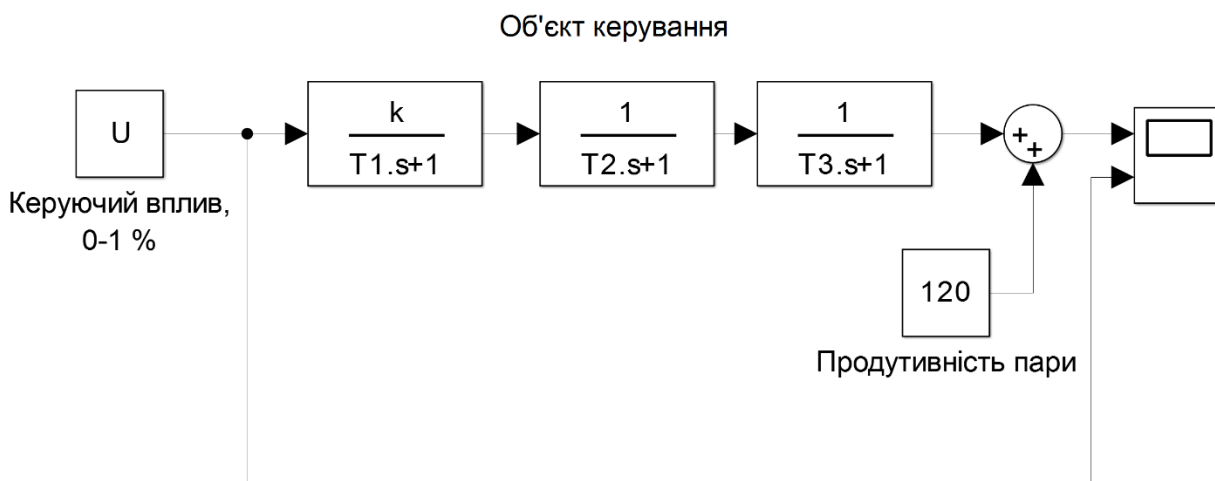 Об'єкт керування
U
k
T1.s+1
1
T2.s+1
1
T3.s+1
+
+
Керуючий вплив,
0-1 %
120
Продутивність пари